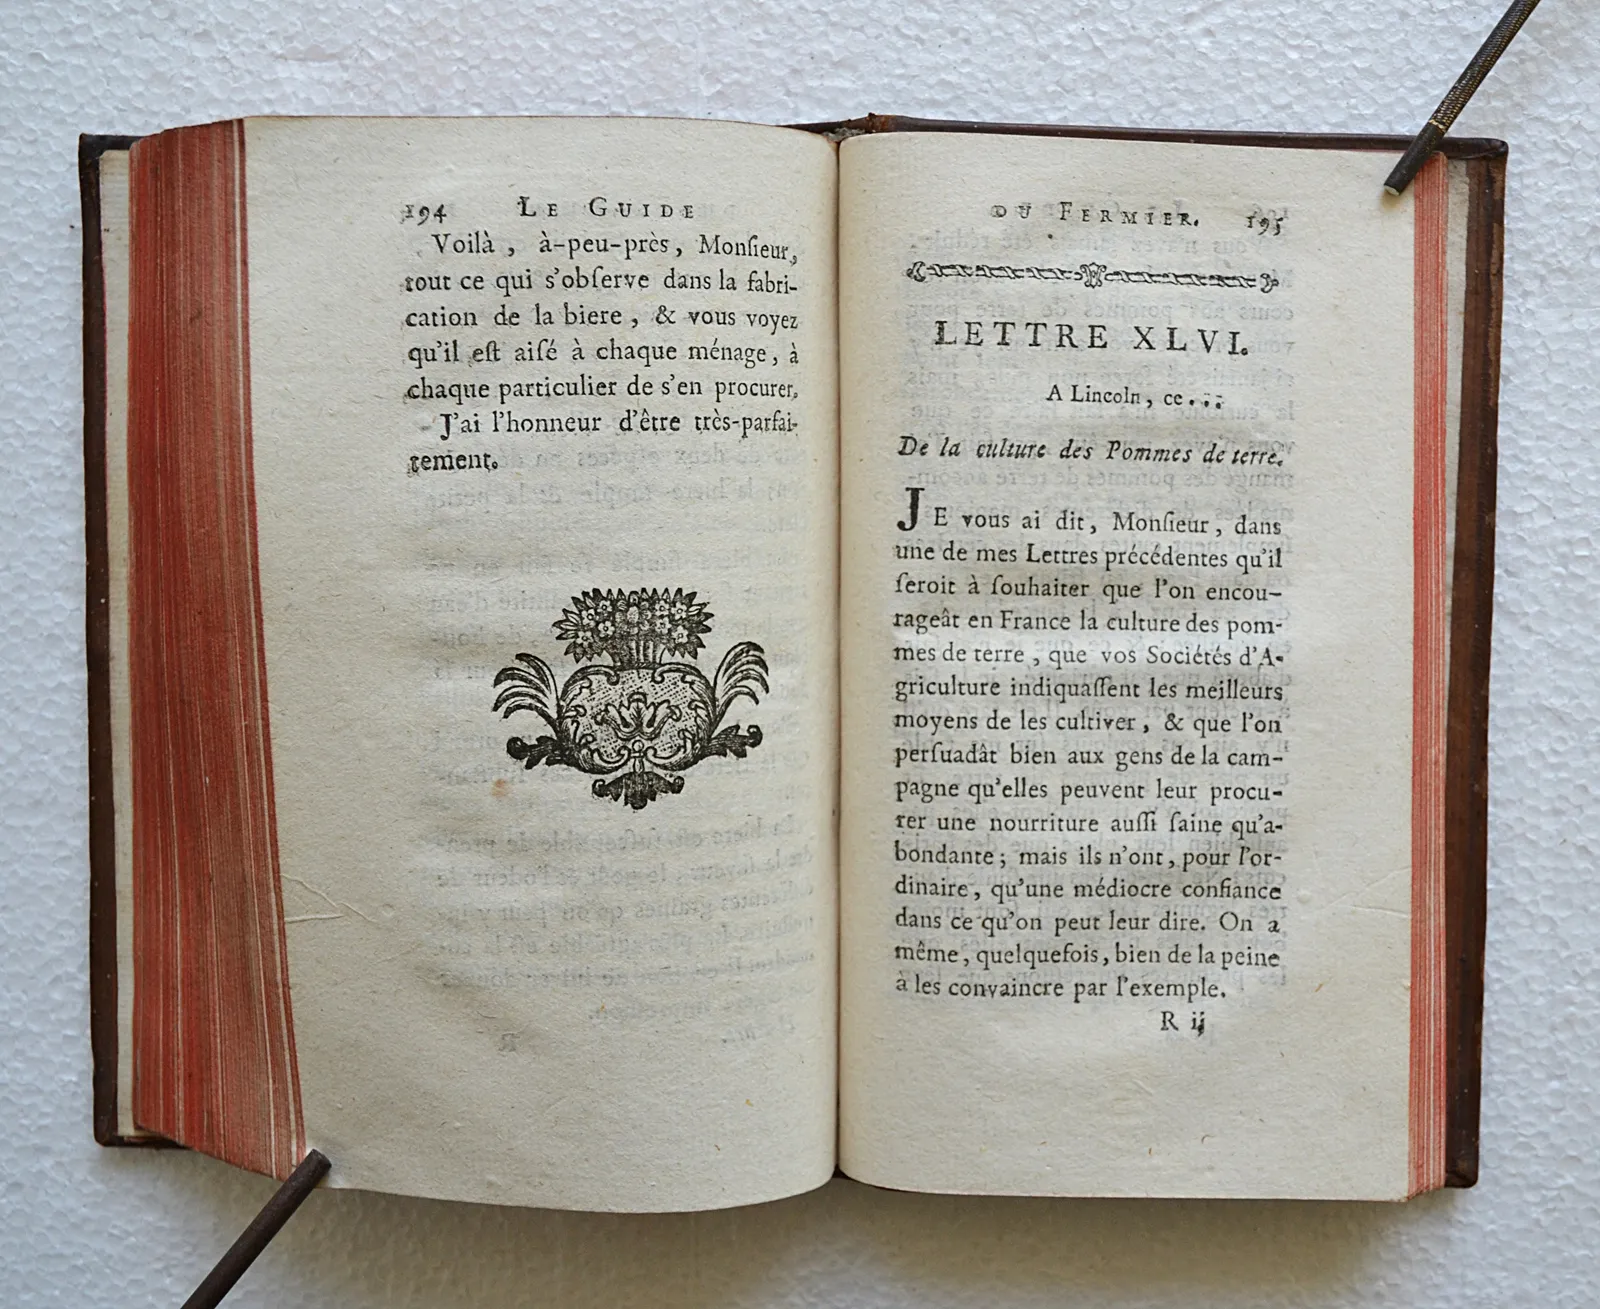 194 LE GUIDE
Voilà, à-peu-près, Monſieur,
tout ce qui s'obſerve dans la fabri-
cation de la biere, & vous voyez
qu'il eſt aiſé à chaque ménage, à
chaque particulier de s'en procurer.
J'ai l'honneur d'être très-parfai-
tement.
DU FERMIER. 195
LETTRE XLVI.
A Lincoln, ce...
De la culture des Pommes de terre.
JE vous ai dit, Monſieur, dans
une de mes Lettres précédentes qu'il
ſeroit à ſouhaiter que l'on encou-
rageât en France la culture des pom-
mes de terre, que vos Sociétés d'A-
griculture indiquaſſent les meilleurs
moyens de les cultiver, & que l'on
perſuadât bien aux gens de la cam-
pagne qu'elles peuvent leur procu-
rer une nourriture auſſi ſaine qu'a-
bondante; mais ils n'ont, pour l'or-
dinaire, qu'une médiocre confiance
dans ce qu'on peut leur dire. On a
même, quelquefois, bien de la peine
à les convaincre par l'exemple.
R ij